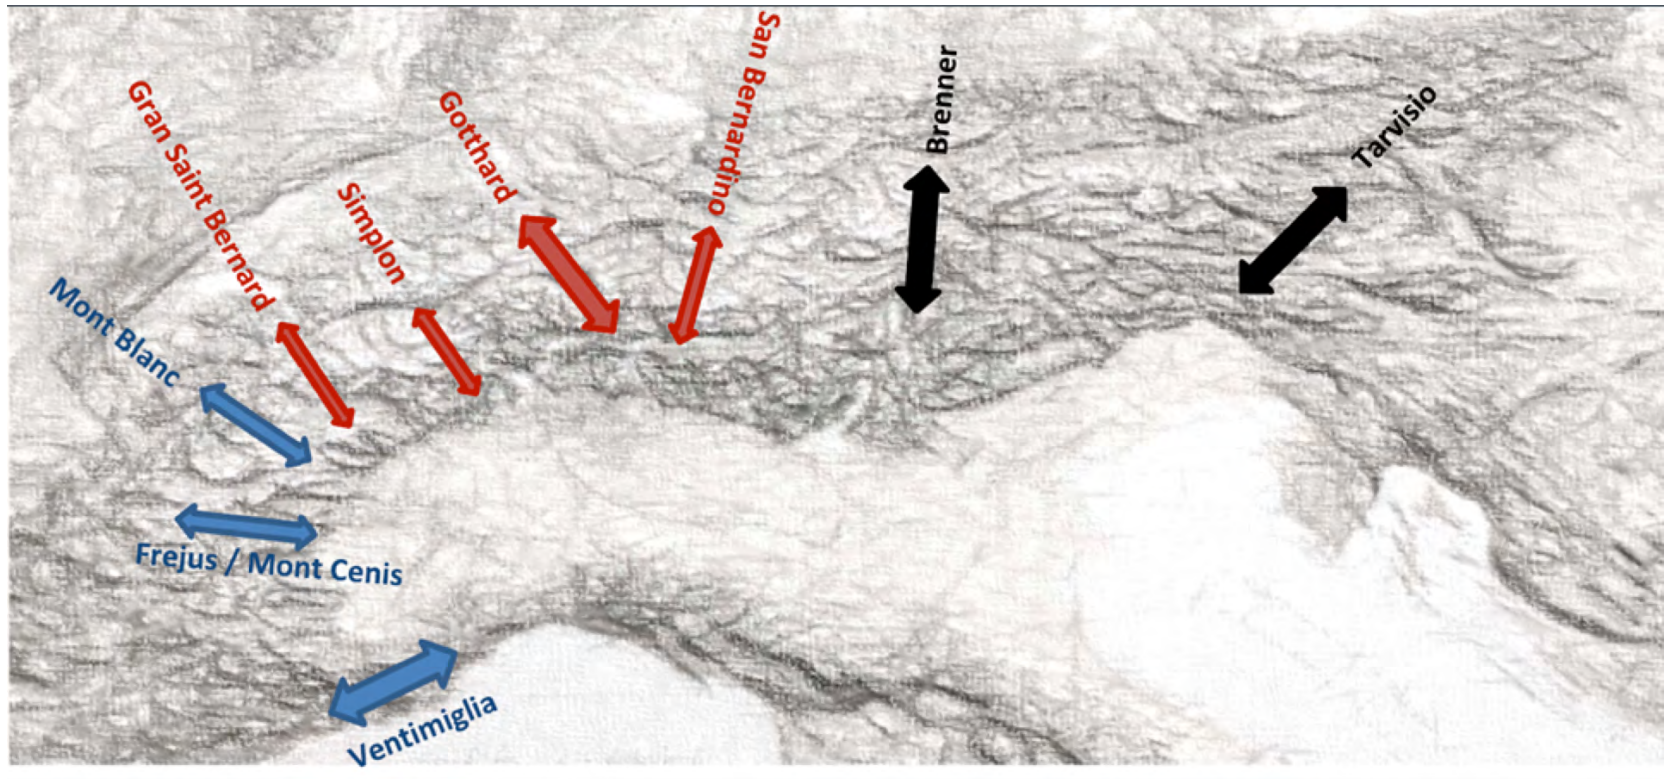 San Bernardino
Brenner
Gotthard
Gran Saint Bernard
Tarvisio
Simplon
Mont Blanc
Frejus / Mont Cenis
Ventimiglia